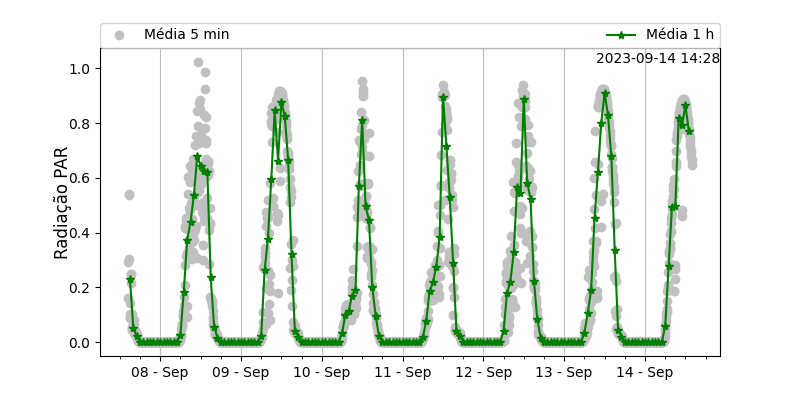 Média 5 min
Média 1 h
2023-09-14 14:28
Radiação PAR
1.0
0.8
0.6
0.4
0.2
0.0
08 - Sep
09 - Sep
10 - Sep
11 - Sep
12 - Sep
13 - Sep
14 - Sep